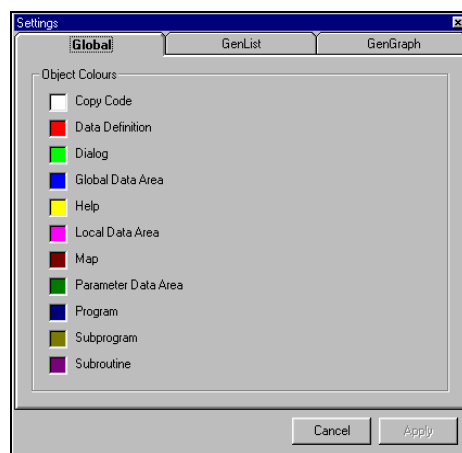 Settings
Global GenList GenGraph
Object Colours
Copy Code
Data Definition
Dialog
Global Data Area
Help
Local Data Area
Map
Parameter Data Area
Program
Subprogram
Subroutine
Cancel Apply